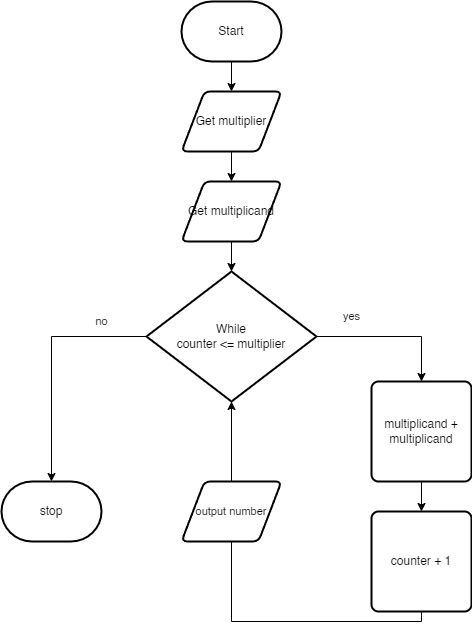 Start
Get multiplier
Get multiplicand
While
counter <= multiplier
no
yes
multiplicand +
multiplicand
stop
output number
counter + 1